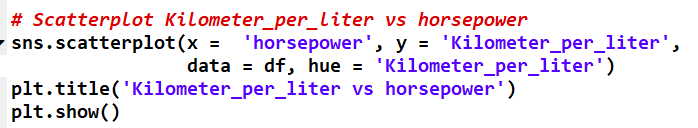 # Scatterplot Kilometer_per_liter vs horsepower
sns.scatterplot(x =  'horsepower', y = 'Kilometer_per_liter',
                data = df, hue = 'Kilometer_per_liter')
plt.title('Kilometer_per_liter vs horsepower')
plt.show()